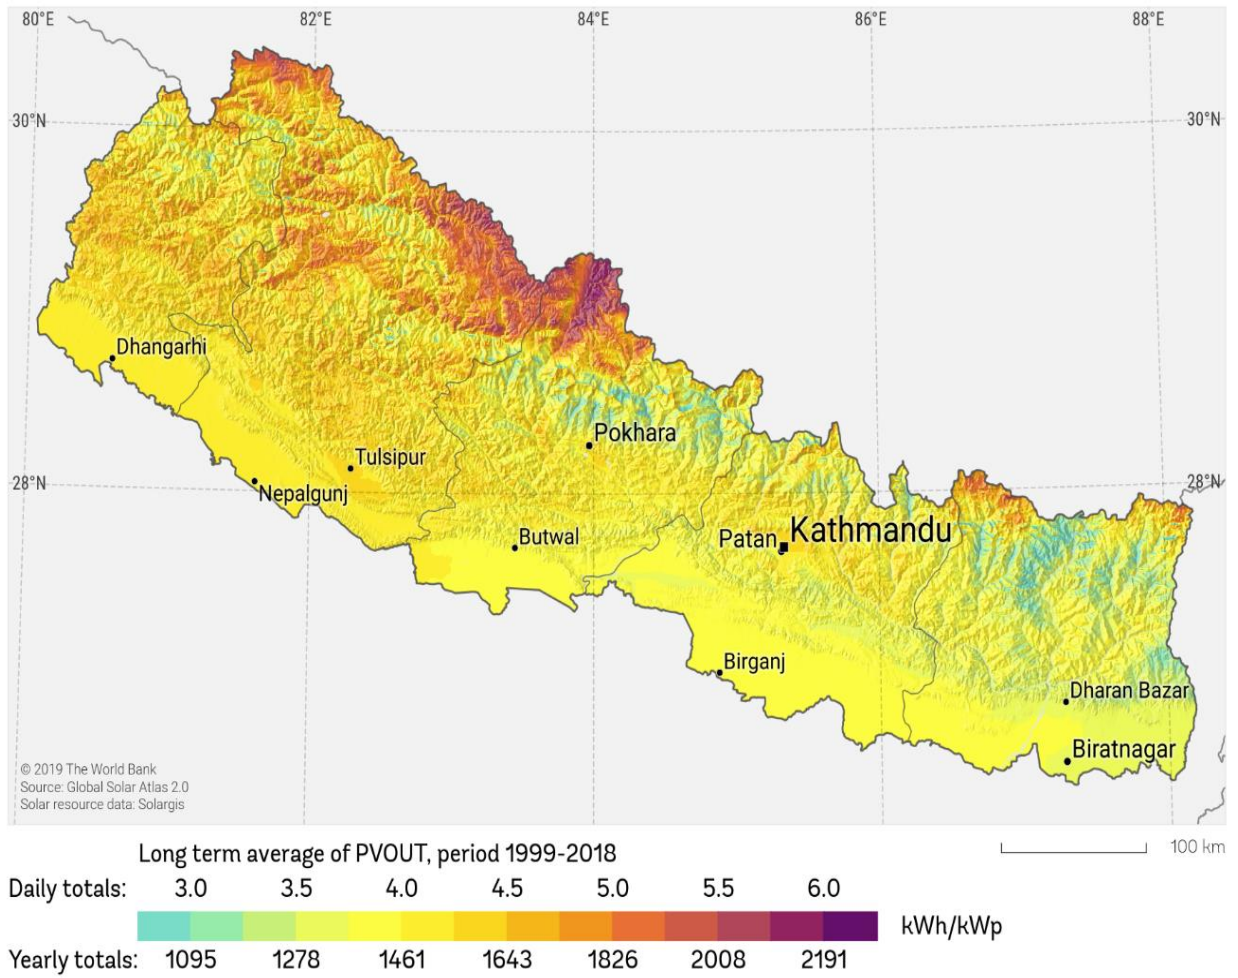 80°E 82°E 84°E 86°E 88°E
30°N 30°N
Dhangarhi
Pokhara
Tulsipur
28°N 28°N
Nepalgunj
Kathmandu
Patan
Butwal
Birganj
Dharan Bazar
Biratnagar
© 2019 The World Bank
Source: Global Solar Atlas 2.0
Solar resource data: Solargis
Long term average of PVOUT, period 1999-2018
100 km
Daily totals: 3.0 3.5 4.0 4.5 5.0 5.5 6.0
kWh/kWp
Yearly totals: 1095 1278 1461 1643 1826 2008 2191